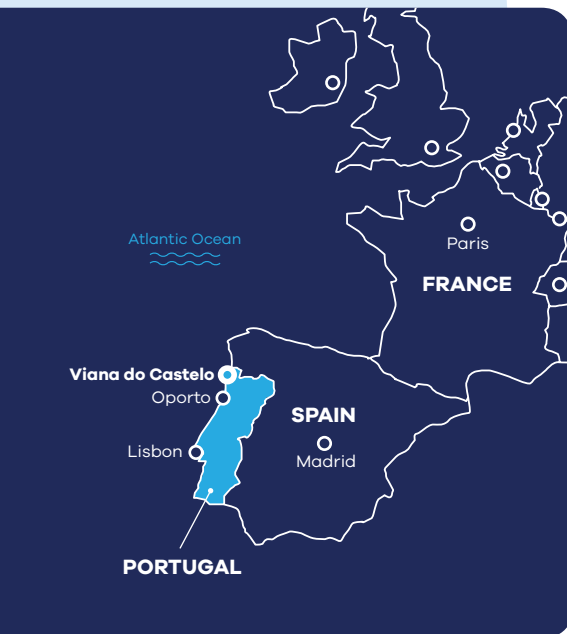 Atlantic Ocean
Paris
FRANCE
Viana do Castelo
Oporto
SPAIN
Lisbon
Madrid
PORTUGAL